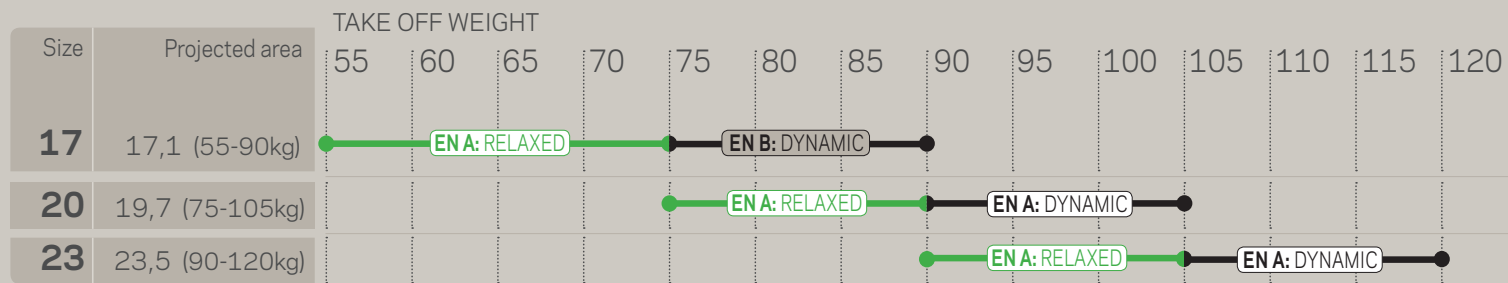 TAKE OFF WEIGHT
Size Projected area 55 60 65 70 75 80 85 90 95 100 105 110 115 120
17 17,1 (55-90kg) EN A: RELAXED EN B: DYNAMIC
20 19,7 (75-105kg) EN A: RELAXED EN A: DYNAMIC
23 23,5 (90-120kg) EN A: RELAXED EN A: DYNAMIC